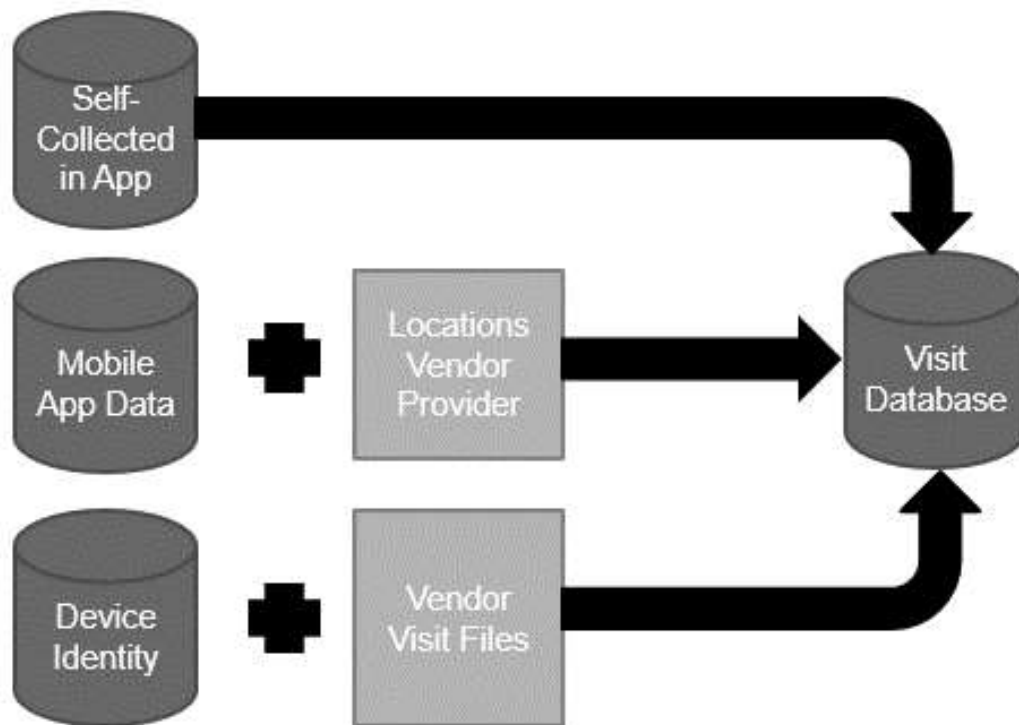 Self-
Collected
in App
Mobile
App Data
Locations
Vendor
Provider
Visit
Database
Device
Identity
Vendor
Visit Files